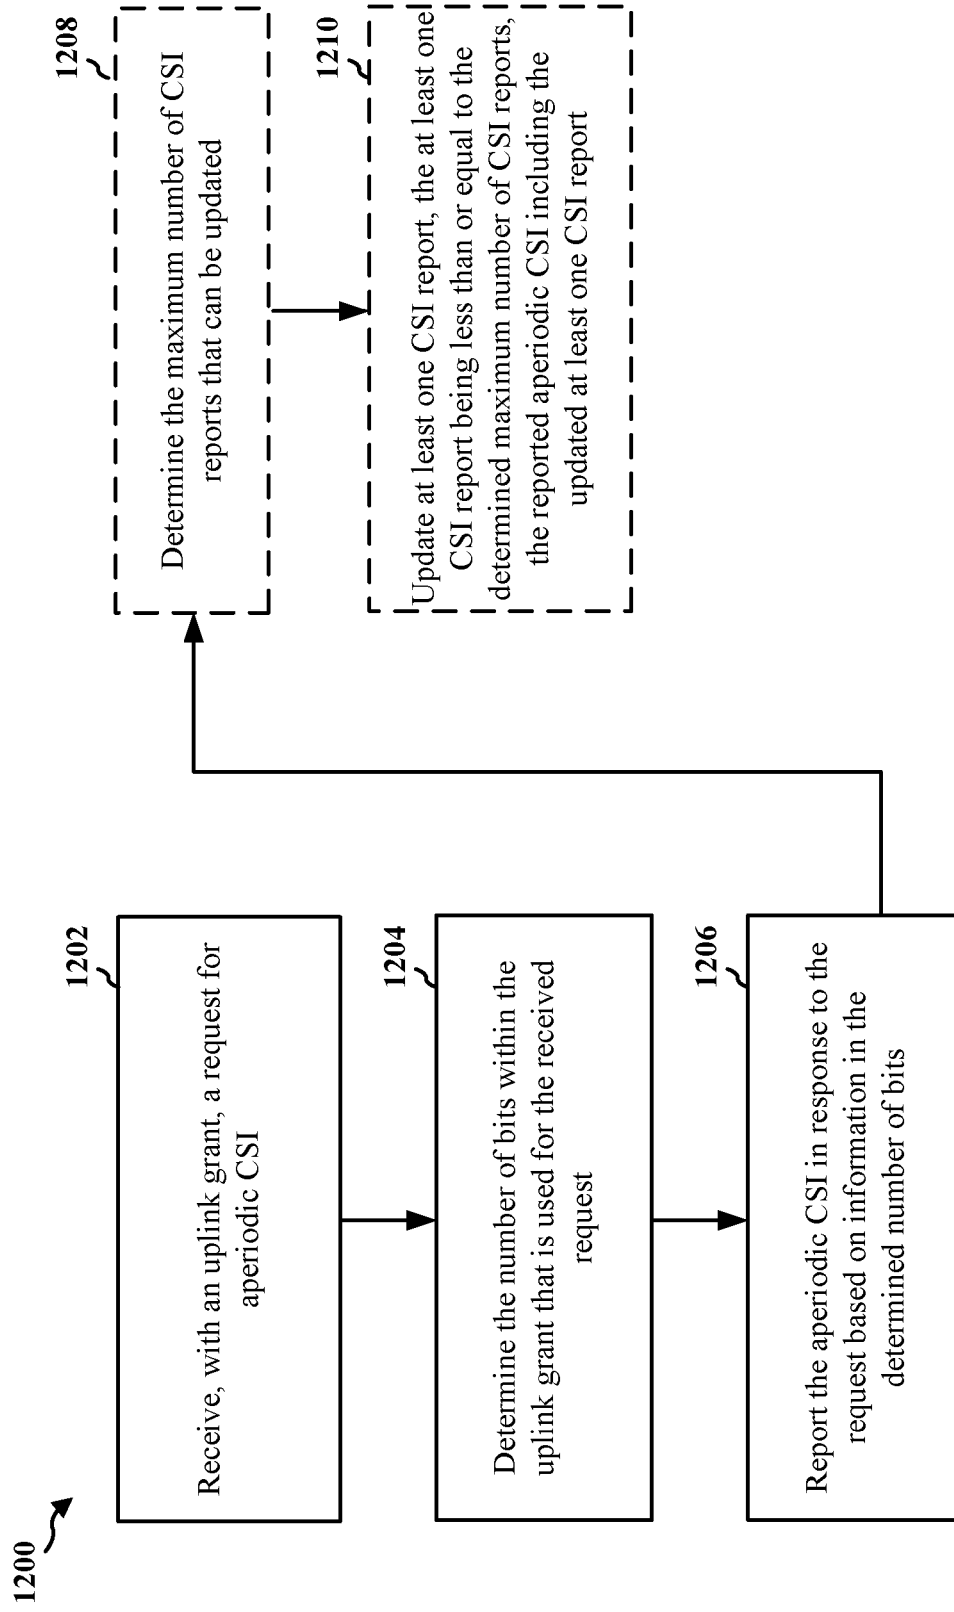 1200
1202
Receive, with an uplink grant, a request for
aperiodic CSI
1204
Determine the number of bits within the
uplink grant that is used for the received
request
1206
Report the aperiodic CSI in response to the
request based on information in the
determined number of bits
1208
Determine the maximum number of CSI
reports that can be updated
1210
Update at least one CSI report, the at least one
CSI report being less than or equal to the
determined maximum number of CSI reports,
the reported aperiodic CSI including the
updated at least one CSI report